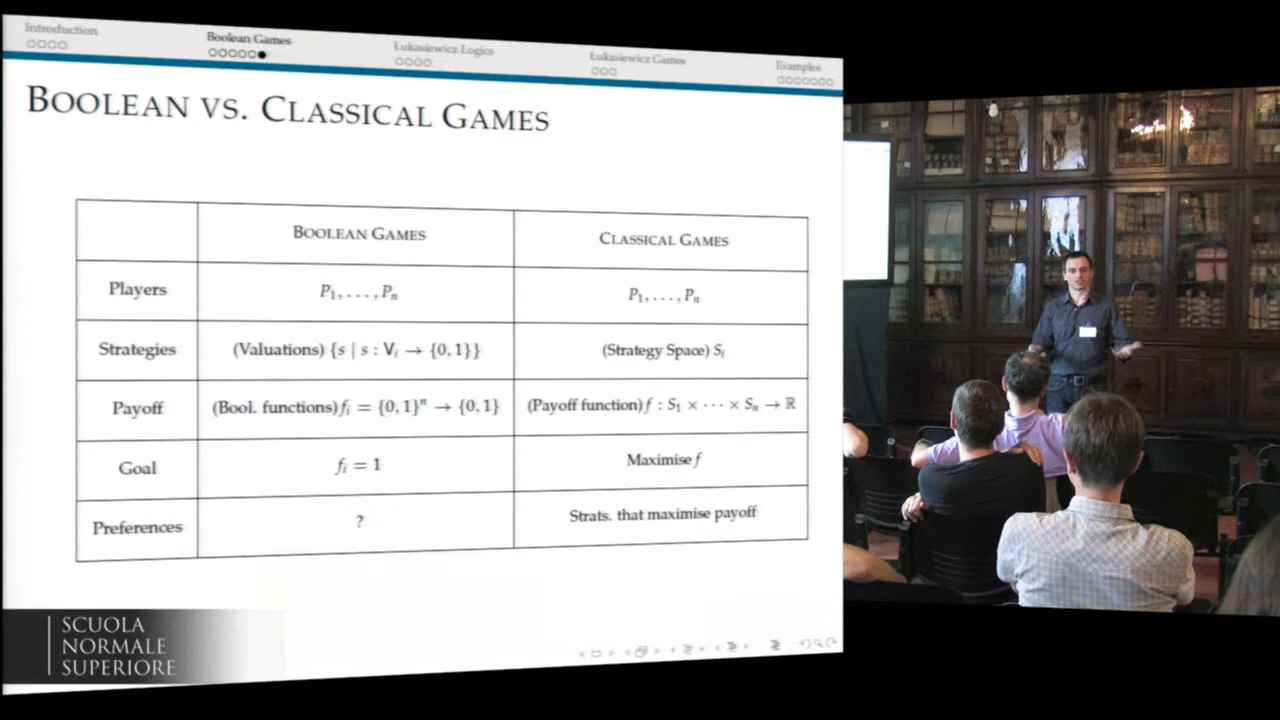 Introduction Boolean Games Łukasiewicz Logics Łukasiewicz Games Examples
BOOLEAN VS. CLASSICAL GAMES
BOOLEAN GAMES CLASSICAL GAMES
Players P₁, . . . , Pₙ P₁, . . . , Pₙ
Strategies (Valuations) {s | s : Vᵢ → {0, 1}} (Strategy Space) Sᵢ
Payoff (Bool. functions) fᵢ = {0, 1}ⁿ → {0, 1} (Payoff function) f : S₁ × · · · × Sₙ → ℝ
Goal fᵢ = 1 Maximise f
Preferences ? Strats. that maximise payoff
SCUOLA
NORMALE
SUPERIORE